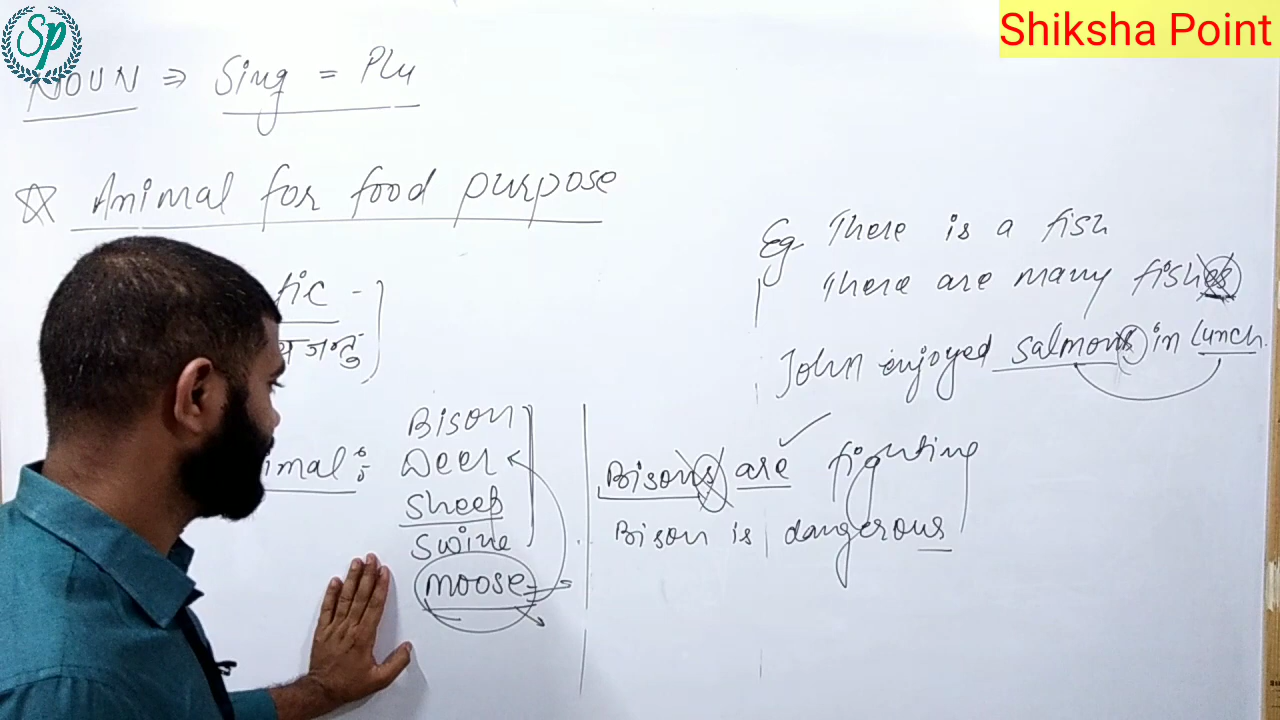 Sp
Shiksha Point
NOUN ⇒ Sing = Plu
☆ Animal for food purpose
tic -
जन्तु
imal :
Bison
Deer
Sheep
Swine
moose
Eg. There is a fish
There are many fishes
John enjoyed salmons in Lunch.
Bisons are ✓ fighting
Bison is dangerous